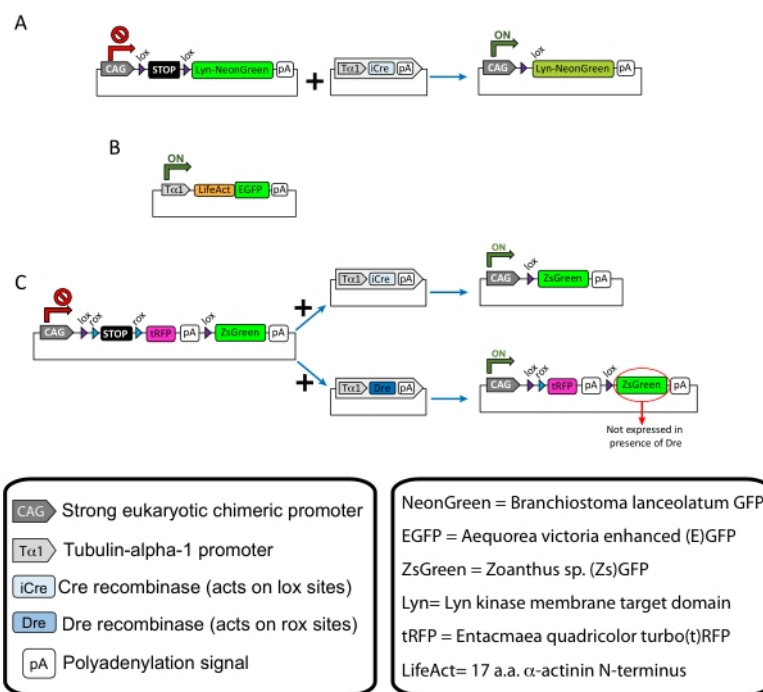 A
CAG lox STOP lox Lyn-NeonGreen pA + Tα1 iCre pA ON CAG lox Lyn-NeonGreen pA
B
ON
Tα1 LifeAct EGFP pA
C
CAG lox rox STOP rox tRFP pA lox ZsGreen pA
+ Tα1 iCre pA ON CAG lox ZsGreen pA
+ Tα1 Dre pA ON CAG lox rox tRFP pA lox ZsGreen pA
Not expressed in
presence of Dre
CAG Strong eukaryotic chimeric promoter
Tα1 Tubulin-alpha-1 promoter
iCre Cre recombinase (acts on lox sites)
Dre Dre recombinase (acts on rox sites)
pA Polyadenylation signal
NeonGreen = Branchiostoma lanceolatum GFP
EGFP = Aequorea victoria enhanced (E)GFP
ZsGreen = Zoanthus sp. (Zs)GFP
Lyn= Lyn kinase membrane target domain
tRFP = Entacmaea quadricolor turbo(t)RFP
LifeAct= 17 a.a. α-actinin N-terminus